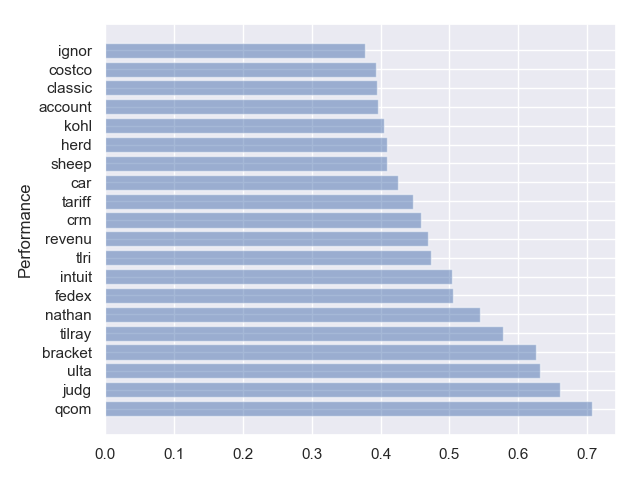 ignor
costco
classic
account
kohl
herd
sheep
car
tariff
crm
revenu
tlri
intuit
fedex
nathan
tilray
bracket
ulta
judg
qcom
Performance
0.0 0.1 0.2 0.3 0.4 0.5 0.6 0.7